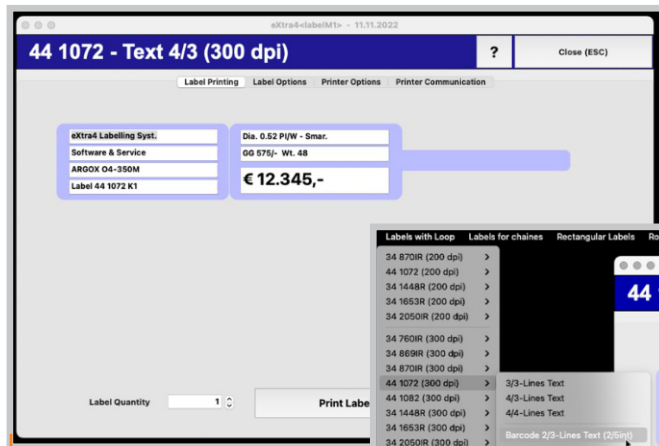 eXtra4<labelM1> - 11.11.2022
44 1072 - Text 4/3 (300 dpi)
?
Close (ESC)
Label Printing
Label Options
Printer Options
Printer Communication
eXtra4 Labelling Syst.
Software & Service
ARGOX O4-350M
Label 44 1072 K1
Dia. 0.52 PI/W - Smar.
GG 575/- Wt. 48
€ 12.345,-
Label Quantity
1
Print Labe
Labels with Loop
Labels for chaines
Rectangular Labels
Ro
34 870IR (200 dpi) >
44 1072 (200 dpi) >
34 1448R (200 dpi) >
34 1653R (200 dpi) >
34 2050IR (200 dpi) >
34 760IR (300 dpi) >
34 869IR (300 dpi) >
34 870IR (300 dpi) >
44 1072 (300 dpi) >
44 1082 (300 dpi) >
34 1448R (300 dpi) >
34 1653R (300 dpi) >
34 2050IR (300 dpi) >
3/3-Lines Text
4/3-Lines Text
4/4-Lines Text
Barcode 2/3-Lines Text (2/5int)
44